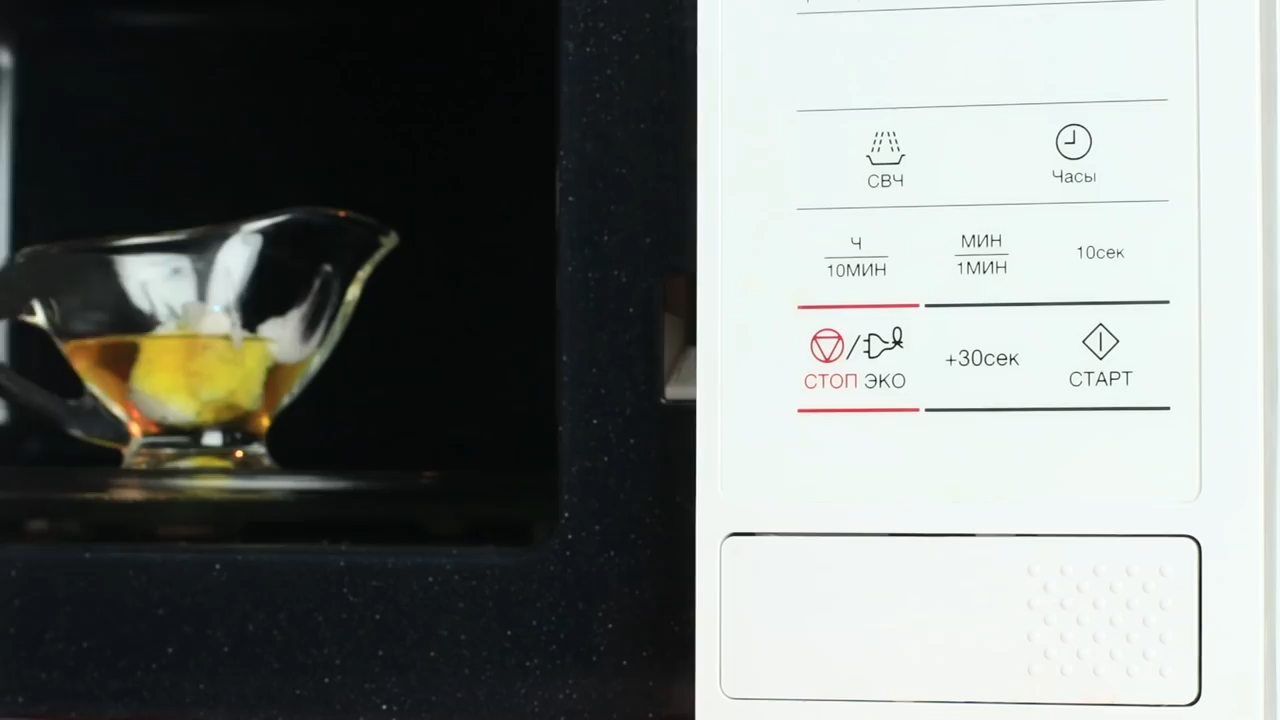 СВЧ
Часы
Ч
10МИН
МИН
1МИН
10сек
СТОП ЭКО
+30сек
СТАРТ